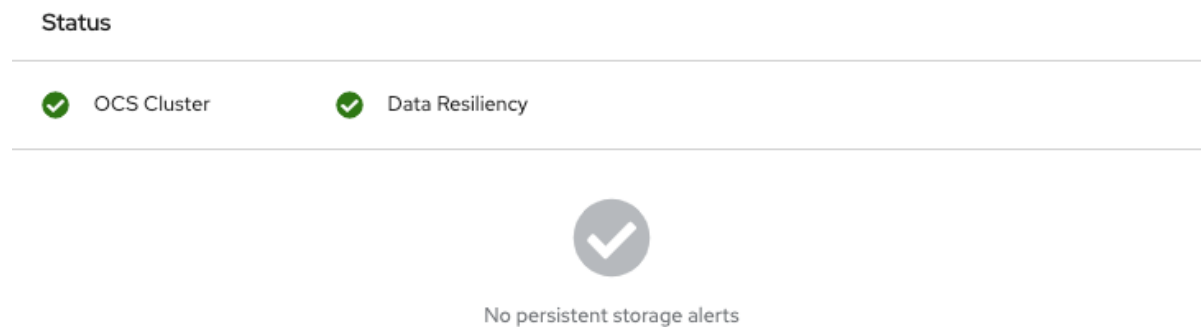 Status
OCS Cluster Data Resiliency
No persistent storage alerts